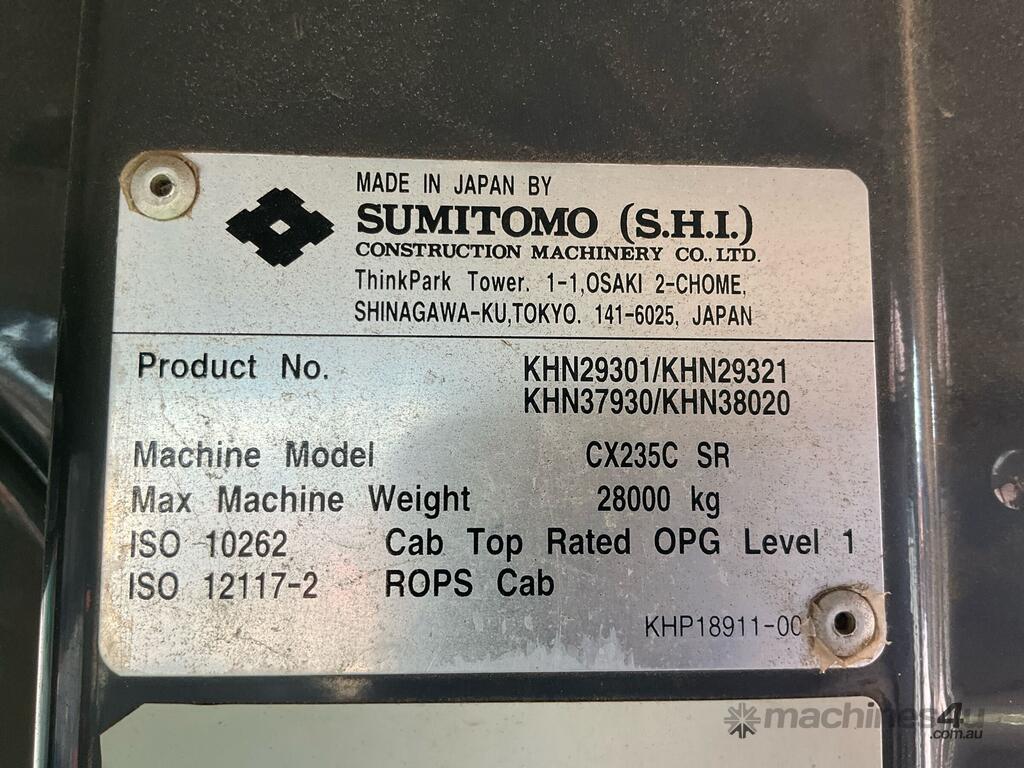 MADE IN JAPAN BY
SUMITOMO (S.H.I.)
CONSTRUCTION MACHINERY CO.,LTD.
ThinkPark Tower. 1-1,OSAKI 2-CHOME,
SHINAGAWA-KU,TOKYO. 141-6025, JAPAN
Product No. KHN29301/KHN29321
KHN37930/KHN38020
Machine Model CX235C SR
Max Machine Weight 28000 kg
ISO 10262 Cab Top Rated OPG Level 1
ISO 12117-2 ROPS Cab
KHP18911-00
machines4u
.com.au